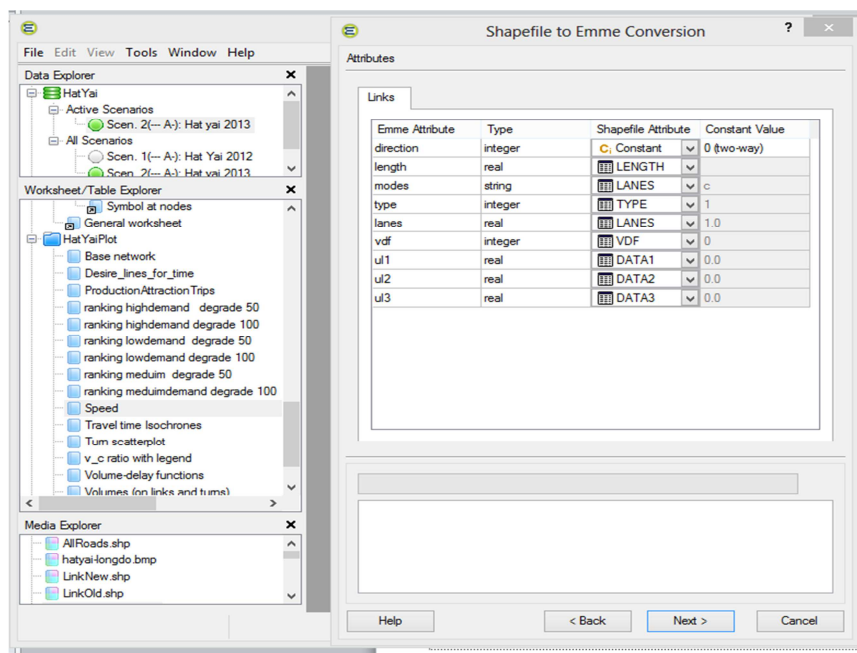 File Edit View Tools Window Help
Data Explorer
HatYai
Active Scenarios
Scen. 2(--- A-): Hat yai 2013
All Scenarios
Scen. 1(--- A-): Hat Yai 2012
Scen. 2(--- A-): Hat yai 2013
Worksheet/Table Explorer
Symbol at nodes
General worksheet
HatYaiPlot
Base network
Desire_lines_for_time
ProductionAttractionTrips
ranking highdemand degrade 50
ranking highdemand degrade 100
ranking lowdemand degrade 50
ranking lowdemand degrade 100
ranking meduim degrade 50
ranking meduimdemand degrade 100
Speed
Travel time Isochrones
Turn scatterplot
v_c ratio with legend
Volume-delay functions
Volumes (on links and turns)
Media Explorer
AllRoads.shp
hatyai-longdo.bmp
LinkNew.shp
LinkOld.shp
Shapefile to Emme Conversion
?
Attributes
Links
Emme Attribute Type Shapefile Attribute Constant Value
direction integer Constant 0 (two-way)
length real LENGTH
modes string LANES c
type integer TYPE 1
lanes real LANES 1.0
vdf integer VDF 0
ul1 real DATA1 0.0
ul2 real DATA2 0.0
ul3 real DATA3 0.0
Help < Back Next > Cancel